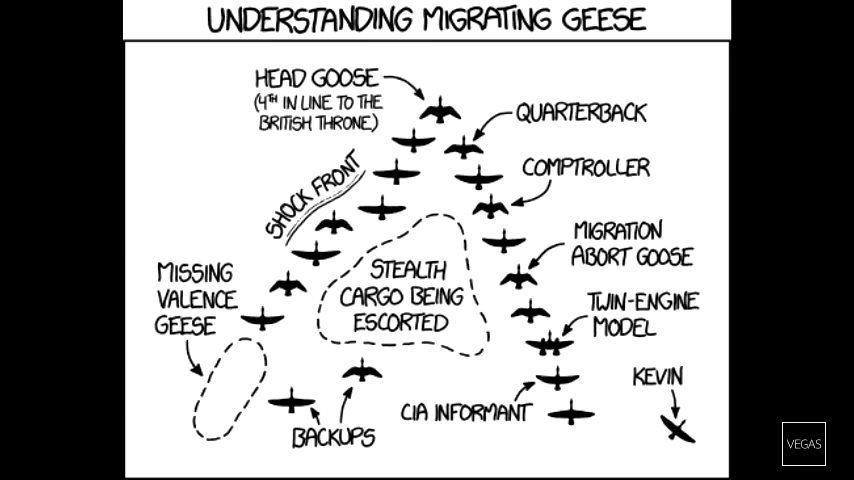 UNDERSTANDING MIGRATING GEESE
HEAD GOOSE
(4TH IN LINE TO THE
BRITISH THRONE)
QUARTERBACK
COMPTROLLER
SHOCK FRONT
MIGRATION
ABORT GOOSE
STEALTH
CARGO BEING
ESCORTED
MISSING
VALENCE
GEESE
TWIN-ENGINE
MODEL
KEVIN
CIA INFORMANT
BACKUPS
VEGAS